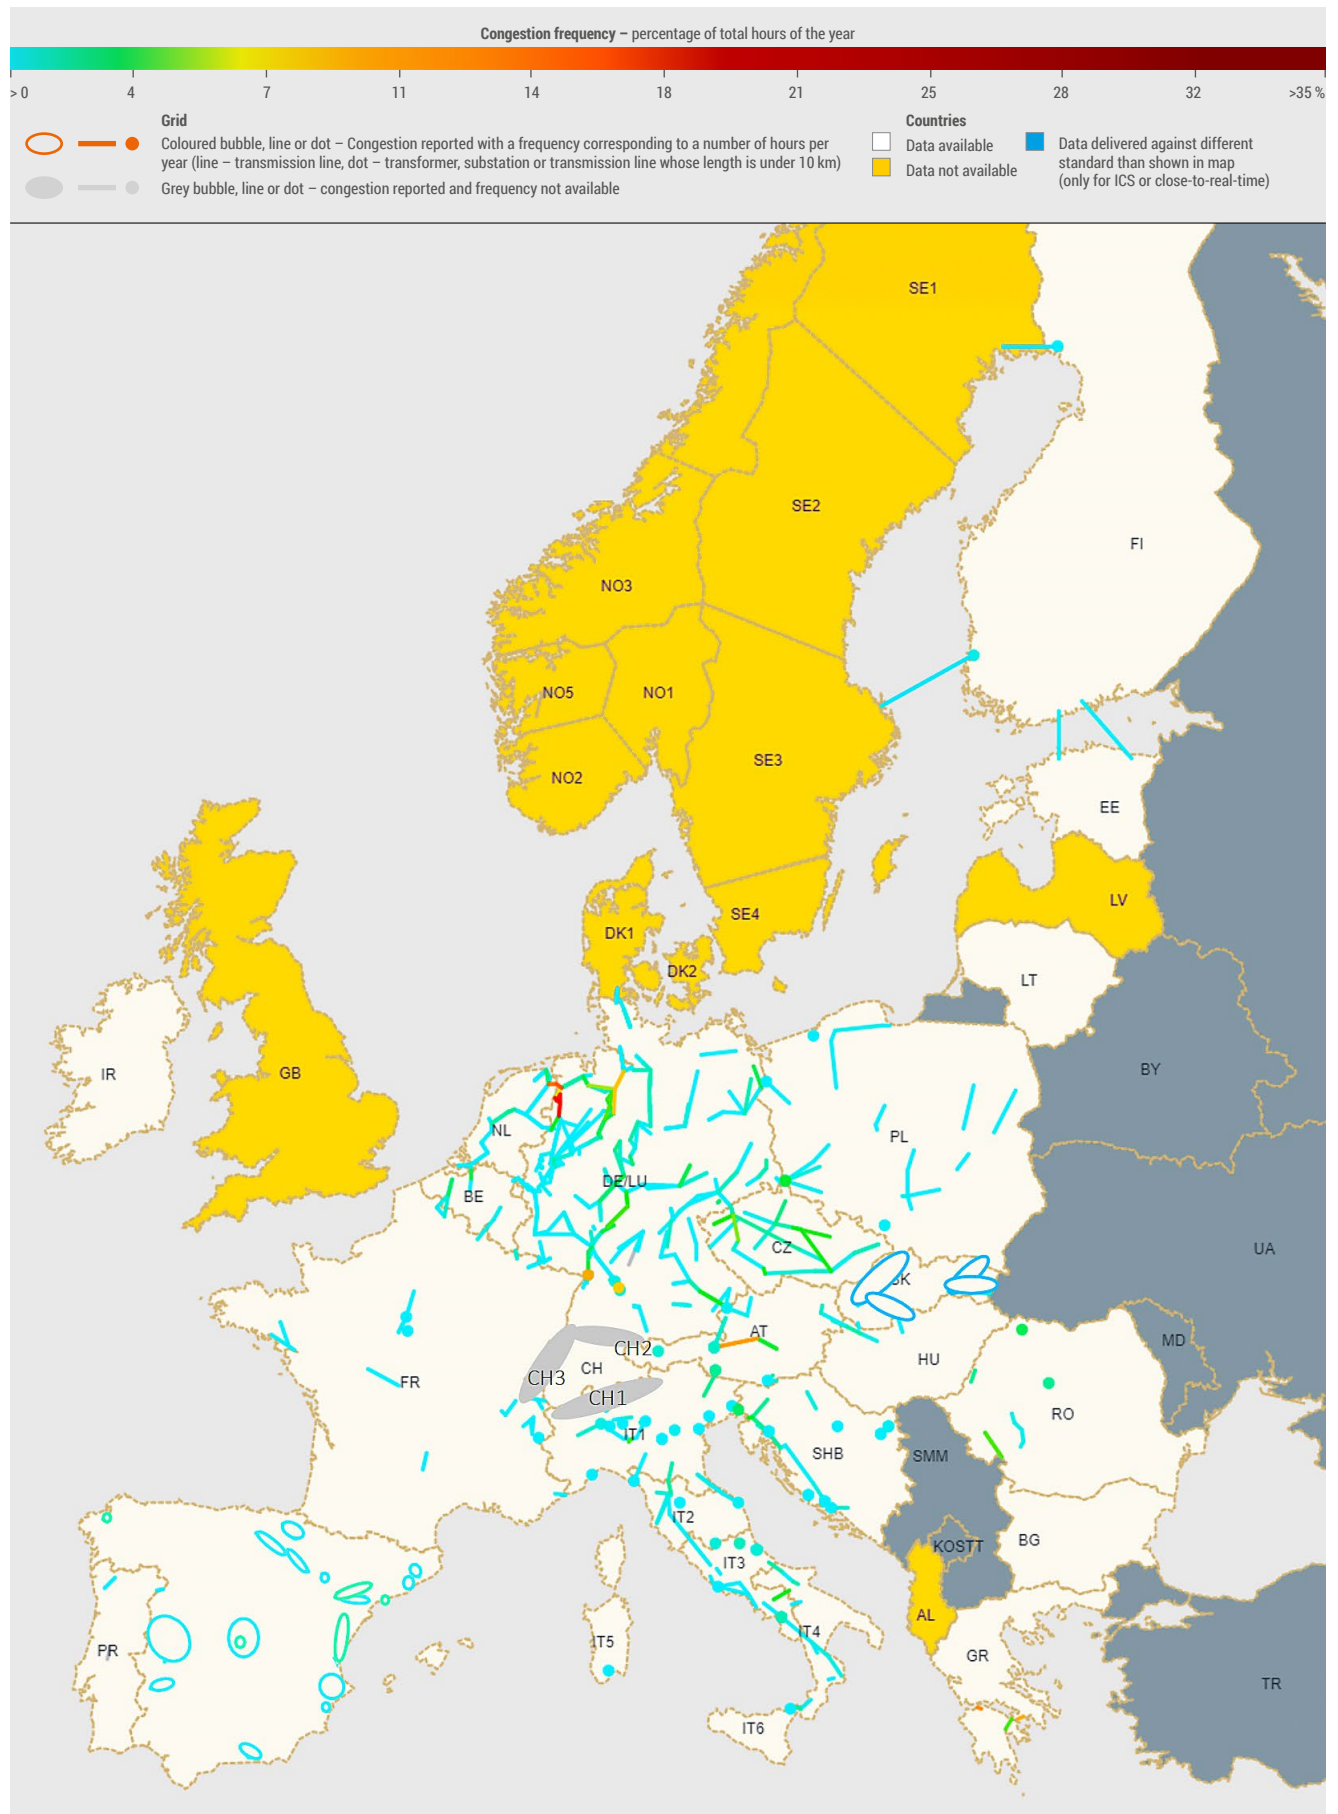 Congestion frequency – percentage of total hours of the year
> 0 4 7 11 14 18 21 25 28 32 >35 %
Grid
Coloured bubble, line or dot – Congestion reported with a frequency corresponding to a number of hours per
year (line – transmission line, dot – transformer, substation or transmission line whose length is under 10 km)
Grey bubble, line or dot – congestion reported and frequency not available
Countries
Data available
Data not available
Data delivered against different
standard than shown in map
(only for ICS or close-to-real-time)
SE1
SE2
FI
NO3
NO5
NO1
SE3
NO2
EE
LV
SE4
DK1
DK2
LT
IR
GB
BY
NL
PL
DE/LU
BE
CZ
UA
SK
AT
MD
CH2
HU
CH
CH3
FR
CH1
RO
IT1
SHB
SMM
IT2
BG
KOSTT
IT3
AL
IT4
IT5
PR
GR
TR
IT6